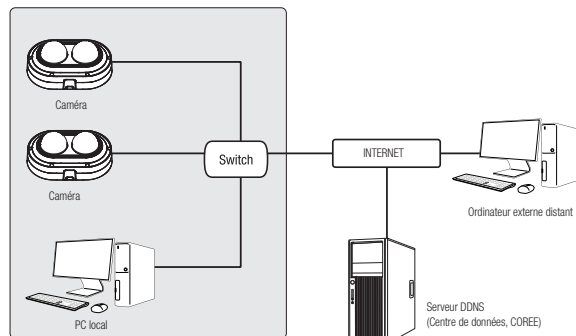 Caméra
Caméra
Switch
INTERNET
Ordinateur externe distant
PC local
Serveur DDNS
(Centre de données, COREE)